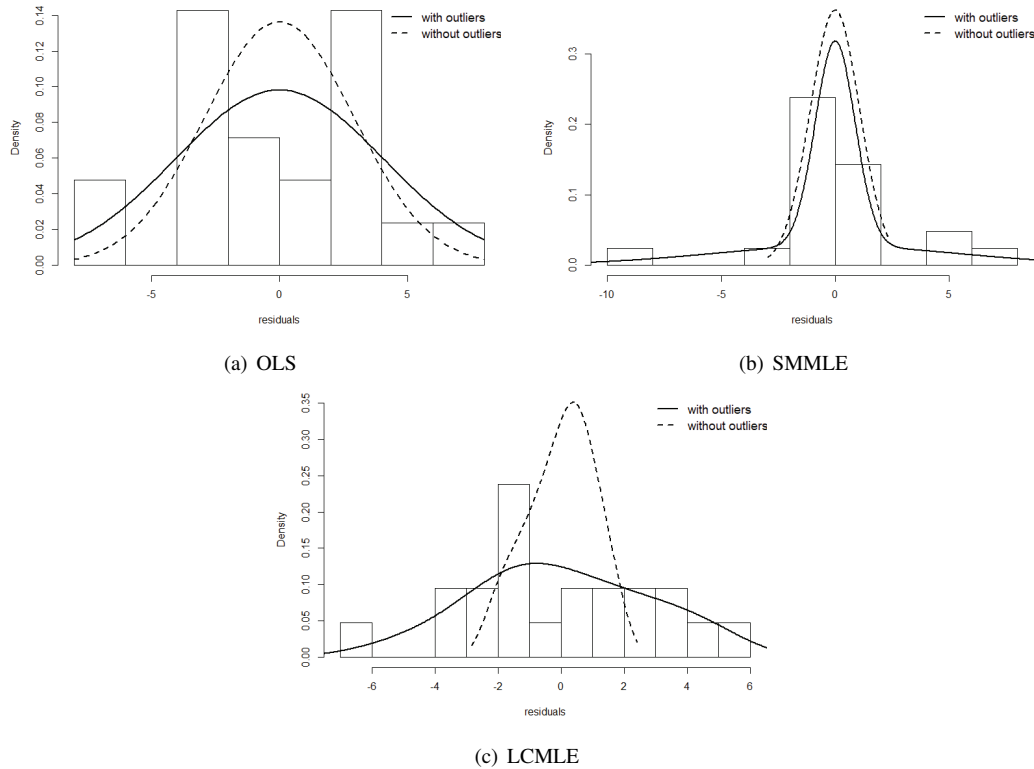 with outliers
without outliers
Density
0.00 0.02 0.04 0.06 0.08 0.10 0.12 0.14
-5 0 5
residuals
(a) OLS
with outliers
without outliers
Density
0.0 0.1 0.2 0.3
-10 -5 0 5
residuals
(b) SMMLE
with outliers
without outliers
Density
0.00 0.05 0.10 0.15 0.20 0.25 0.30 0.35
-6 -4 -2 0 2 4 6
residuals
(c) LCMLE